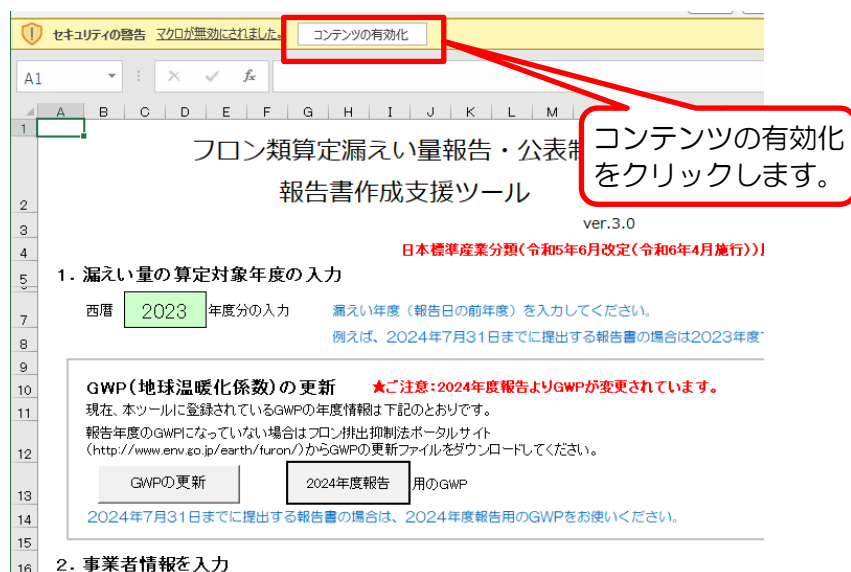 セキュリティの警告 マクロが無効にされました。 コンテンツの有効化
A1 fx
A B C D E F G H I J K L M
コンテンツの有効化
をクリックします。
1
フロン類算定漏えい量報告・公表制
2 報告書作成支援ツール
3 ver.3.0
4 日本標準産業分類(令和5年6月改定(令和6年4月施行))
5 1. 漏えい量の算定対象年度の入力
7 西暦 2023 年度分の入力 漏えい年度(報告日の前年度)を入力してください。
8 例えば、2024年7月31日までに提出する報告書の場合は2023年度
9
10 GWP(地球温暖化係数)の更新 ★ご注意:2024年度報告よりGWPが変更されています。
11 現在、本ツールに登録されているGWPの年度情報は下記のとおりです。
報告年度のGWPになっていない場合はフロン排出抑制法ポータルサイト
12 (http://www.env.go.jp/earth/furon/)からGWPの更新ファイルをダウンロードしてください。
13 GWPの更新 2024年度報告 用のGWP
14 2024年7月31日までに提出する報告書の場合は、2024年度報告用のGWPをお使いください。
15
16 2. 事業者情報を入力